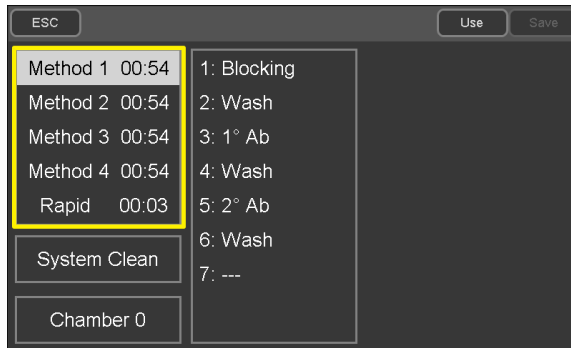 ESC Use Save
Method 1 00:54
Method 2 00:54
Method 3 00:54
Method 4 00:54
Rapid 00:03
System Clean
Chamber 0
1: Blocking
2: Wash
3: 1° Ab
4: Wash
5: 2° Ab
6: Wash
7: ---